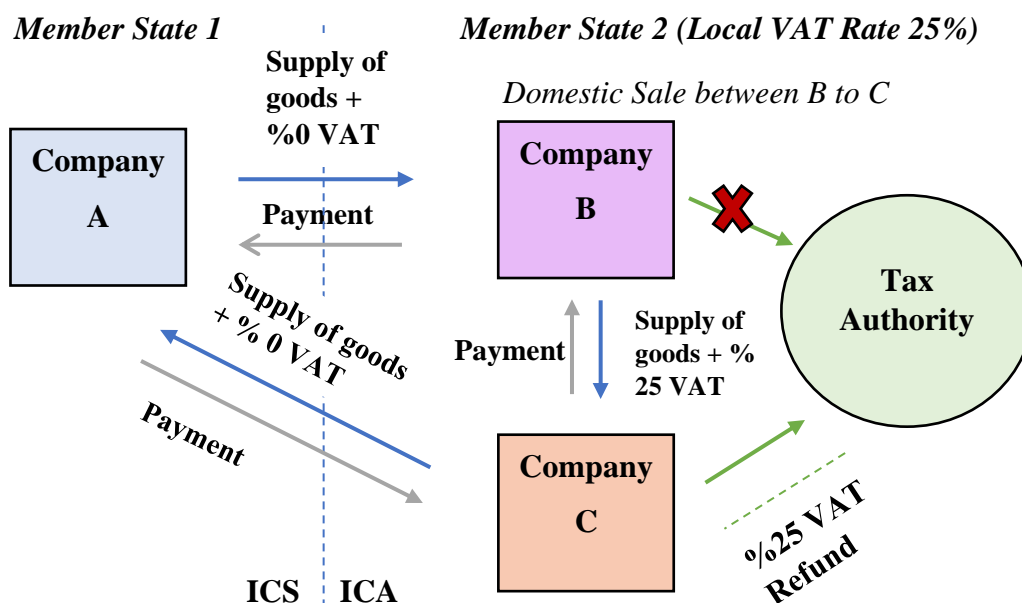 Member State 1
Member State 2 (Local VAT Rate 25%)
Supply of
goods +
%0 VAT
Domestic Sale between B to C
Company
A
Company
B
Payment
Tax
Authority
Supply of goods
+ % 0 VAT
Payment
Supply of
goods + %
25 VAT
Payment
Company
C
%25 VAT
Refund
ICS
ICA